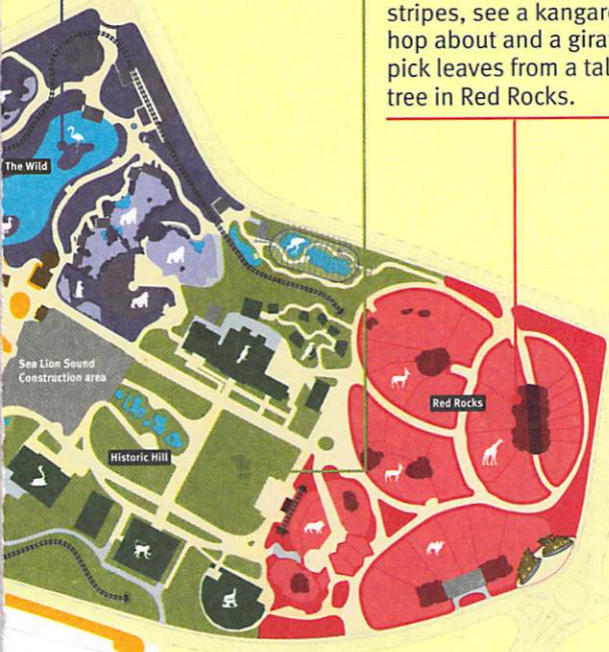 stripes, see a kangar
hop about and a gira
pick leaves from a tal
tree in Red Rocks.
The Wild
Sea Lion Sound
Construction area
Red Rocks
Historic Hill